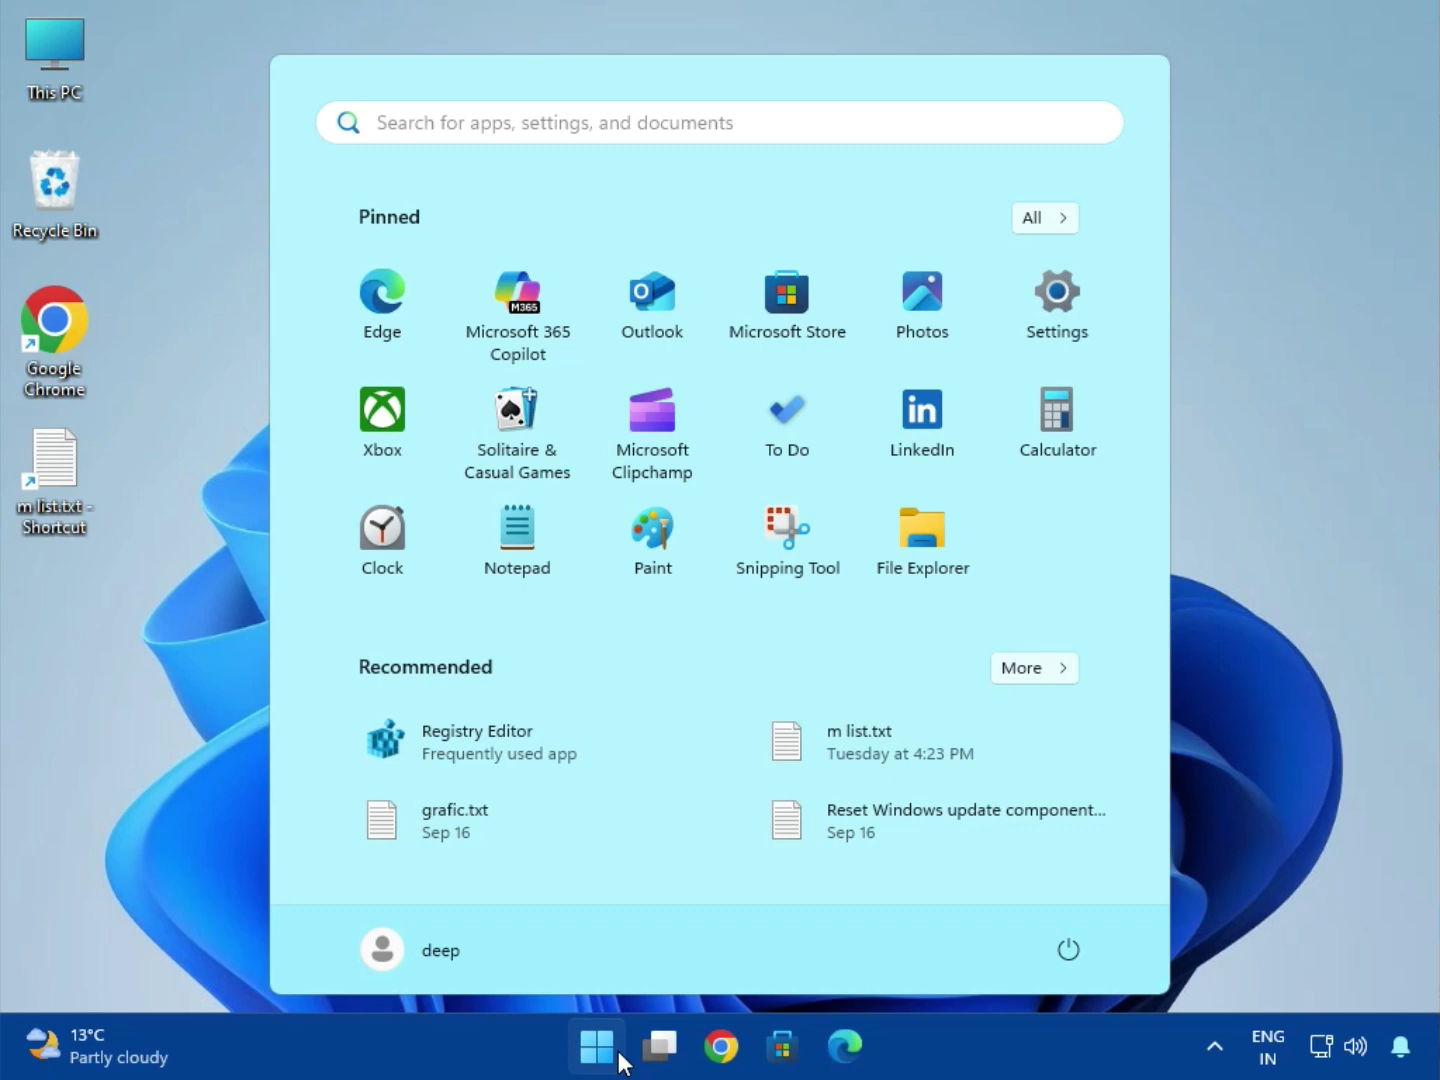 This PC
Recycle Bin
Google
Chrome
m list.txt -
Shortcut
Search for apps, settings, and documents
Pinned
All
Edge
Microsoft 365
Copilot
M365
Outlook
Microsoft Store
Photos
Settings
Xbox
Solitaire &
Casual Games
Microsoft
Clipchamp
To Do
in
LinkedIn
Calculator
Clock
Notepad
Paint
Snipping Tool
File Explorer
Recommended
More
Registry Editor
Frequently used app
m list.txt
Tuesday at 4:23 PM
grafic.txt
Sep 16
Reset Windows update component...
Sep 16
deep
13°C
Partly cloudy
ENG
IN